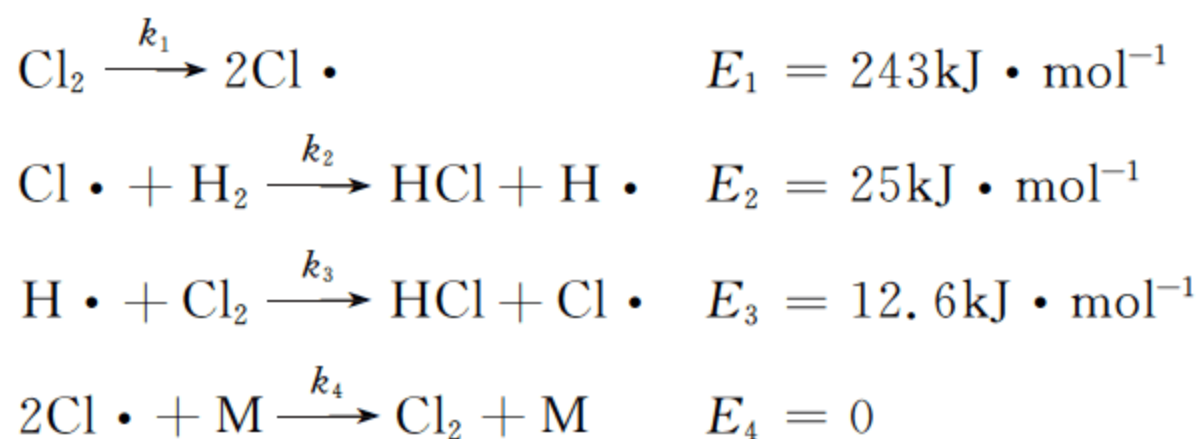 Cl₂ —k₁→ 2Cl • E₁ = 243kJ • mol⁻¹
Cl • + H₂ —k₂→ HCl + H • E₂ = 25kJ • mol⁻¹
H • + Cl₂ —k₃→ HCl + Cl • E₃ = 12.6kJ • mol⁻¹
2Cl • + M —k₄→ Cl₂ + M E₄ = 0